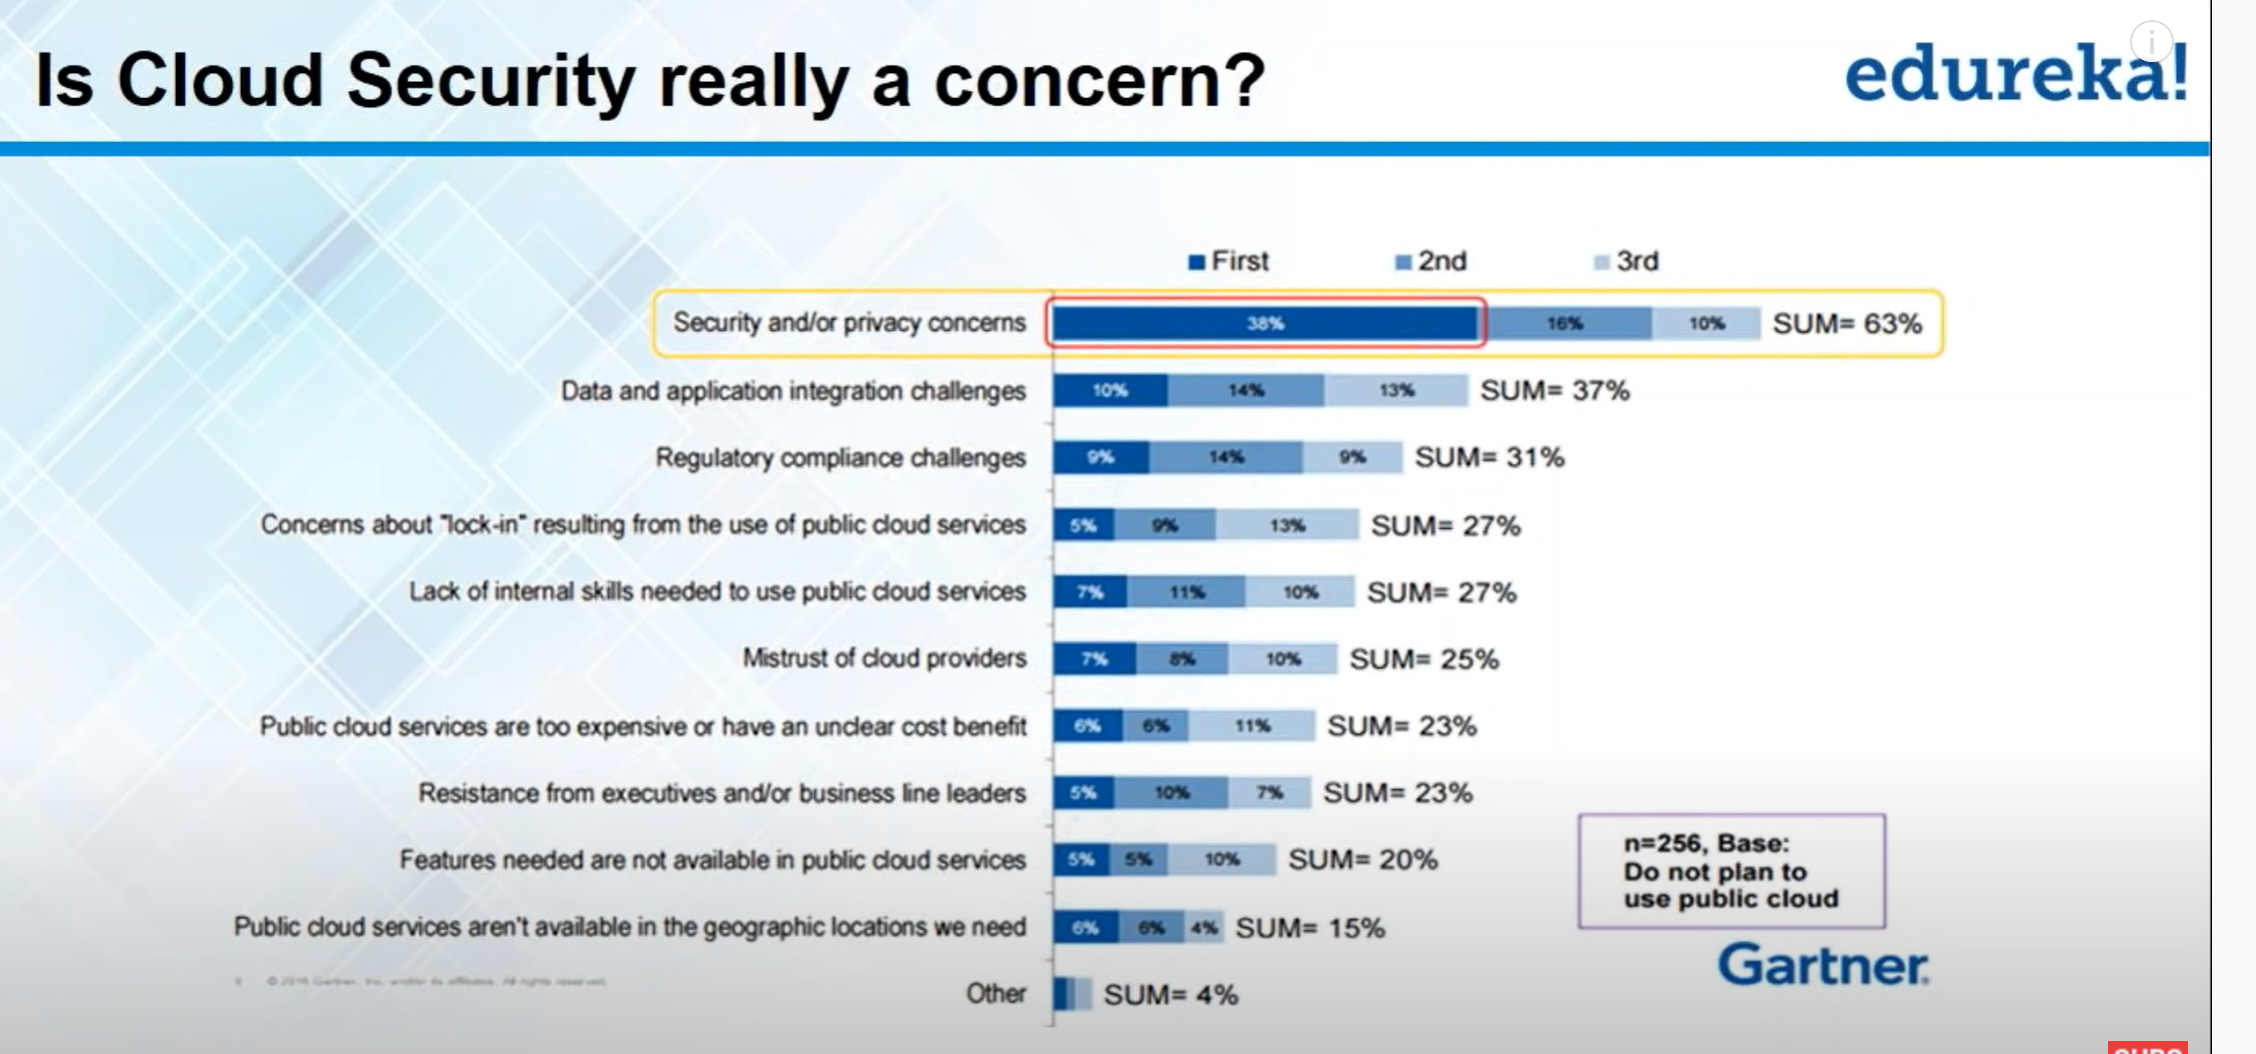 Is Cloud Security really a concern?
edureka!
i
First 2nd 3rd
Security and/or privacy concerns 38% 16% 10% SUM= 63%
Data and application integration challenges 10% 14% 13% SUM= 37%
Regulatory compliance challenges 9% 14% 9% SUM= 31%
Concerns about "lock-in" resulting from the use of public cloud services 5% 9% 13% SUM= 27%
Lack of internal skills needed to use public cloud services 7% 11% 10% SUM= 27%
Mistrust of cloud providers 7% 8% 10% SUM= 25%
Public cloud services are too expensive or have an unclear cost benefit 6% 6% 11% SUM= 23%
Resistance from executives and/or business line leaders 5% 10% 7% SUM= 23%
Features needed are not available in public cloud services 5% 5% 10% SUM= 20%
Public cloud services aren't available in the geographic locations we need 6% 6% 4% SUM= 15%
Other SUM= 4%
n=256, Base:
Do not plan to
use public cloud
Gartner